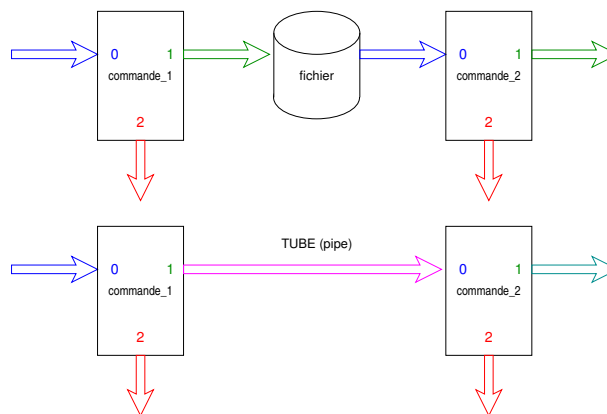 0 1
commande_1
2
fichier
0 1
commande_2
2
TUBE (pipe)
0 1
commande_1
2
0 1
commande_2
2